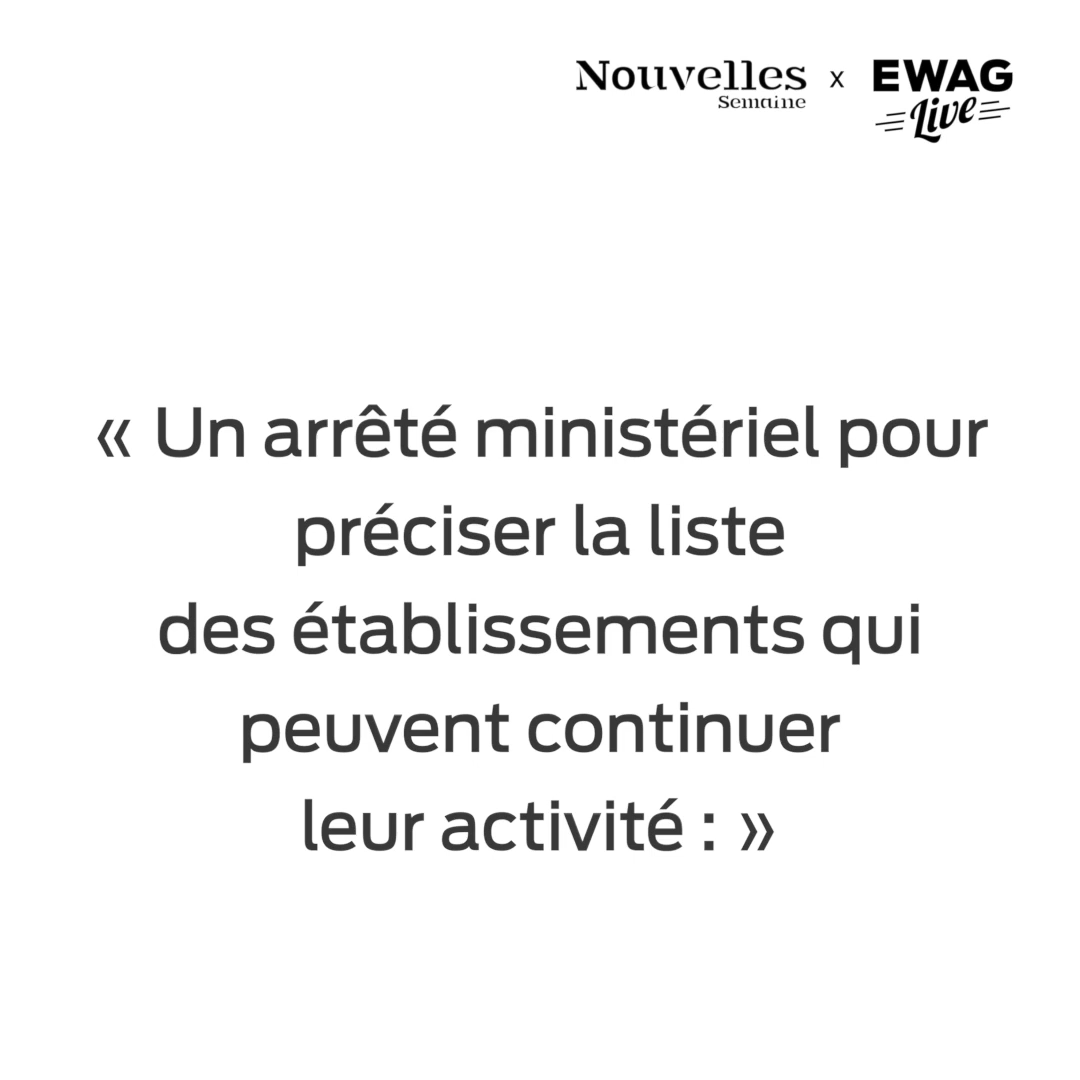 Nouvelles x EWAG
Semaine Live
« Un arrêté ministériel pour
préciser la liste
des établissements qui
peuvent continuer
leur activité : »